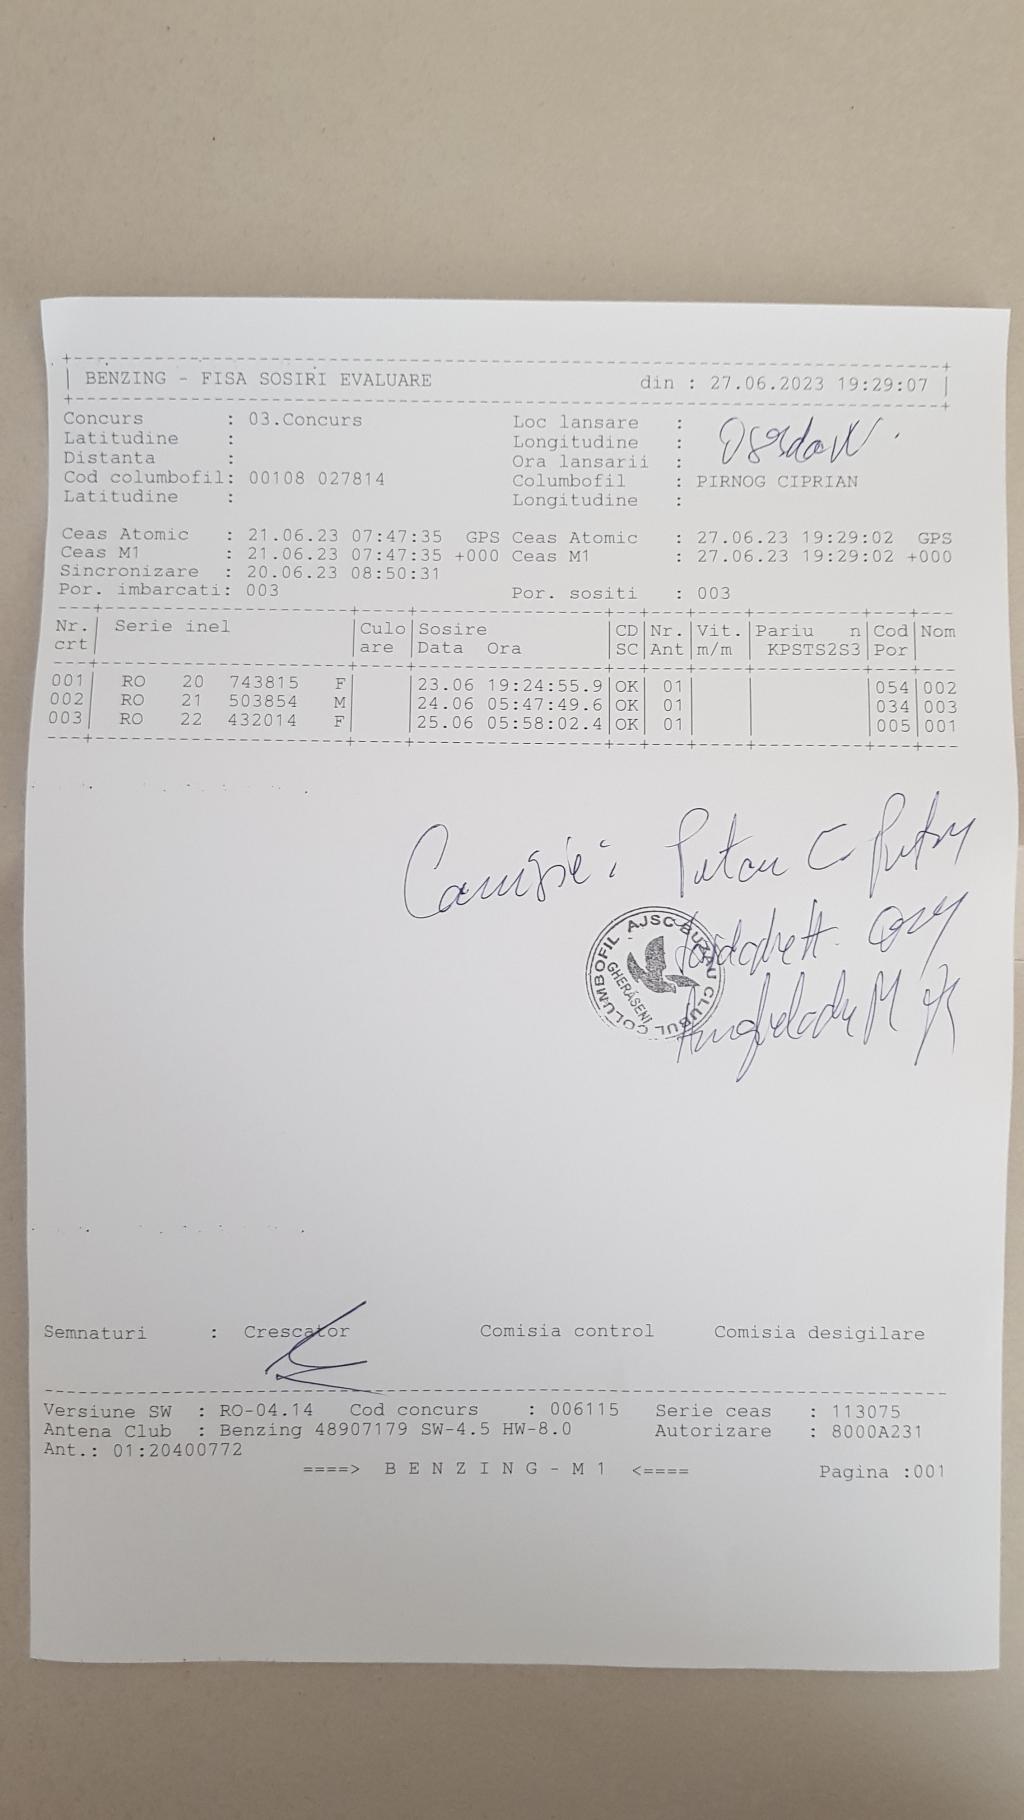 BENZING - FISA SOSIRI EVALUARE din : 27.06.2023 19:29:07
Concurs : 03.Concurs Loc lansare :
Latitudine : Longitudine :
Distanta : Ora lansarii :
Cod columbofil: 00108 027814 Columbofil : PIRNOG CIPRIAN
Latitudine : Longitudine :
Ceas Atomic : 21.06.23 07:47:35 GPS Ceas Atomic : 27.06.23 19:29:02 GPS
Ceas M1 : 21.06.23 07:47:35 +000 Ceas M1 : 27.06.23 19:29:02 +000
Sincronizare : 20.06.23 08:50:31
Por. imbarcati: 003 Por. sositi : 003
Nr. Serie inel Culo Sosire CD Nr. Vit. Pariu n Cod Nom
crt are Data Ora SC Ant m/m KPSTS2S3 Por
001 RO 20 743815 F 23.06 19:24:55.9 OK 01 054 002
002 RO 21 503854 M 24.06 05:47:49.6 OK 01 034 003
003 RO 22 432014 F 25.06 05:58:02.4 OK 01 005 001
Comisie:
AJSC BUZAU CLUBUL COLUMBOFIL
GHERĂSENI
Semnaturi : Crescator Comisia control Comisia desigilare
Versiune SW : RO-04.14 Cod concurs : 006115 Serie ceas : 113075
Antena Club : Benzing 48907179 SW-4.5 HW-8.0 Autorizare : 8000A231
Ant.: 01:20400772
====> B E N Z I N G - M 1 <==== Pagina :001